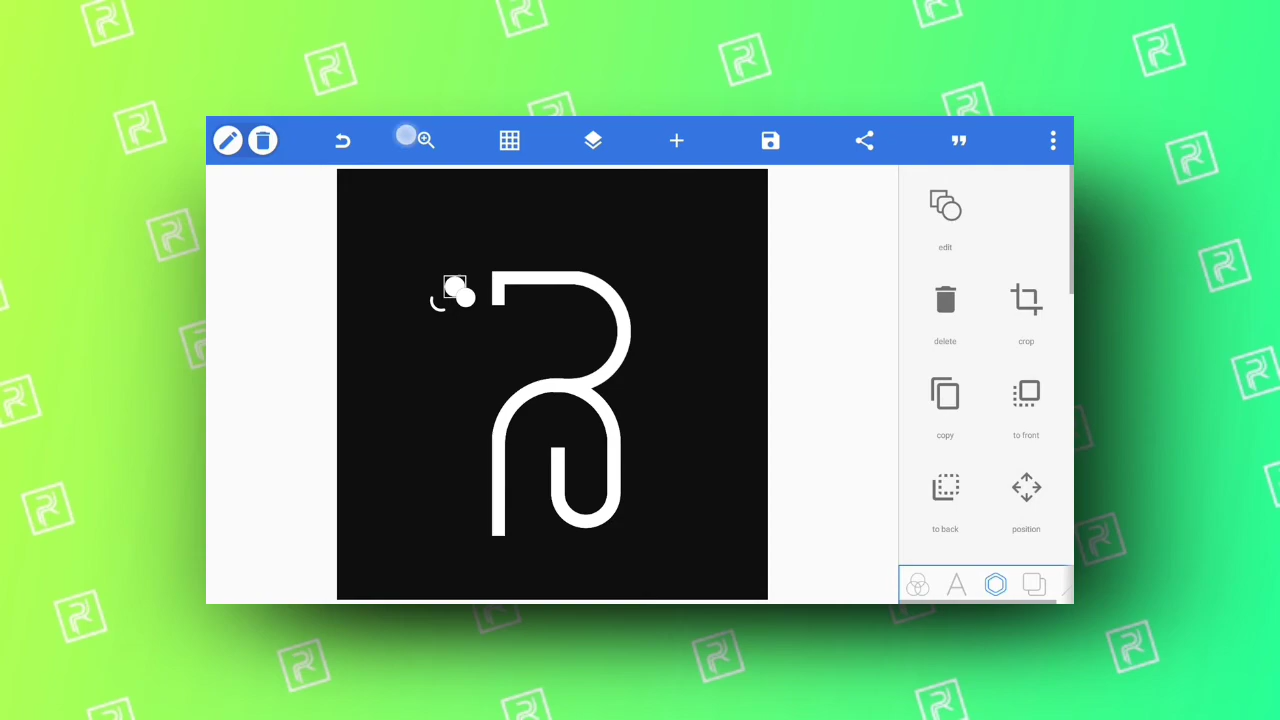 edit
delete
crop
copy
to front
to back
position